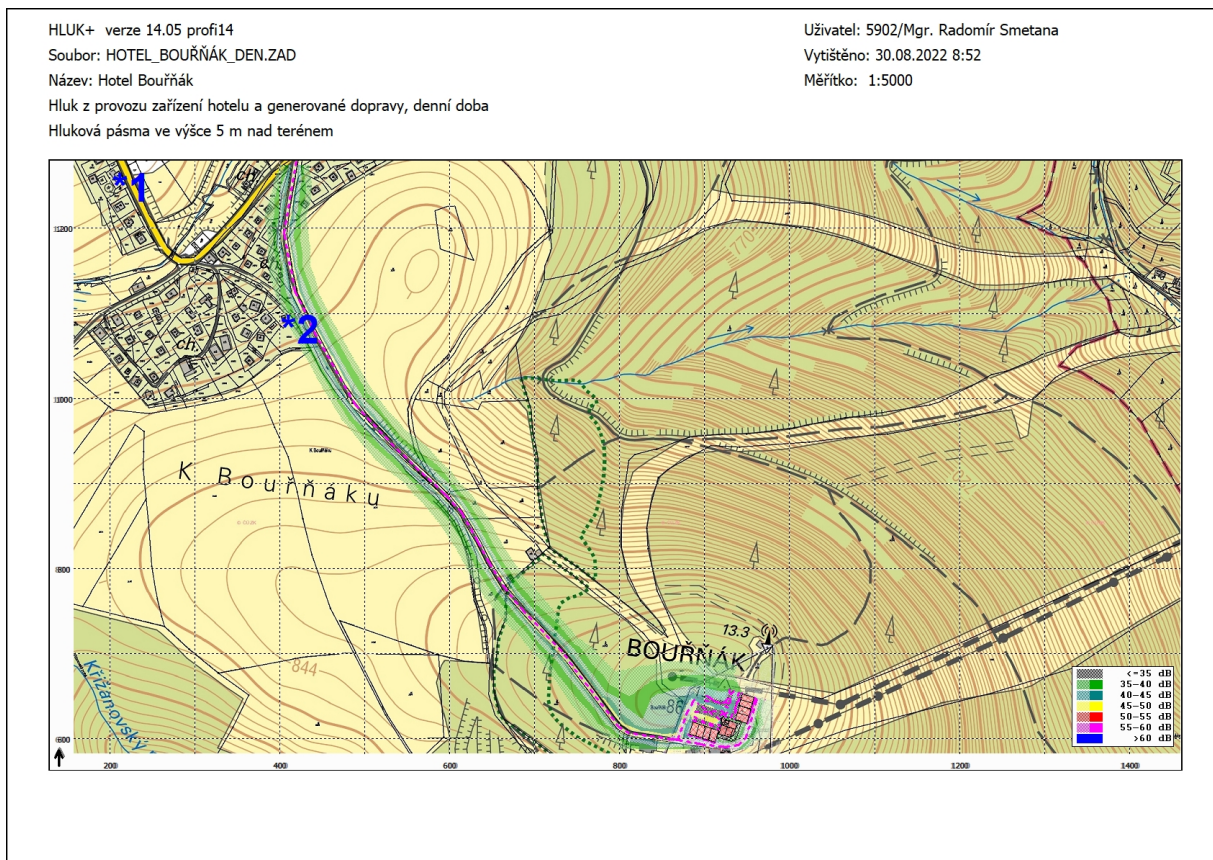 HLUK+ verze 14.05 profi14
Soubor: HOTEL_BOUŘŇÁK_DEN.ZAD
Název: Hotel Bouřňák
Hluk z provozu zařízení hotelu a generované dopravy, denní doba
Hluková pásma ve výšce 5 m nad terénem
Uživatel: 5902/Mgr. Radomír Smetana
Vytištěno: 30.08.2022 8:52
Měřítko: 1:5000
*1
ch
1200
770
*2
ch
1000
K Bouřňáku
K Bouřňáku
800
13.3
BOUŘŇÁK
844
Křižanovský
86
600
<-35 dB
35-40 dB
40-45 dB
45-50 dB
50-55 dB
55-60 dB
>60 dB
200
400
600
800
1000
1200
1400